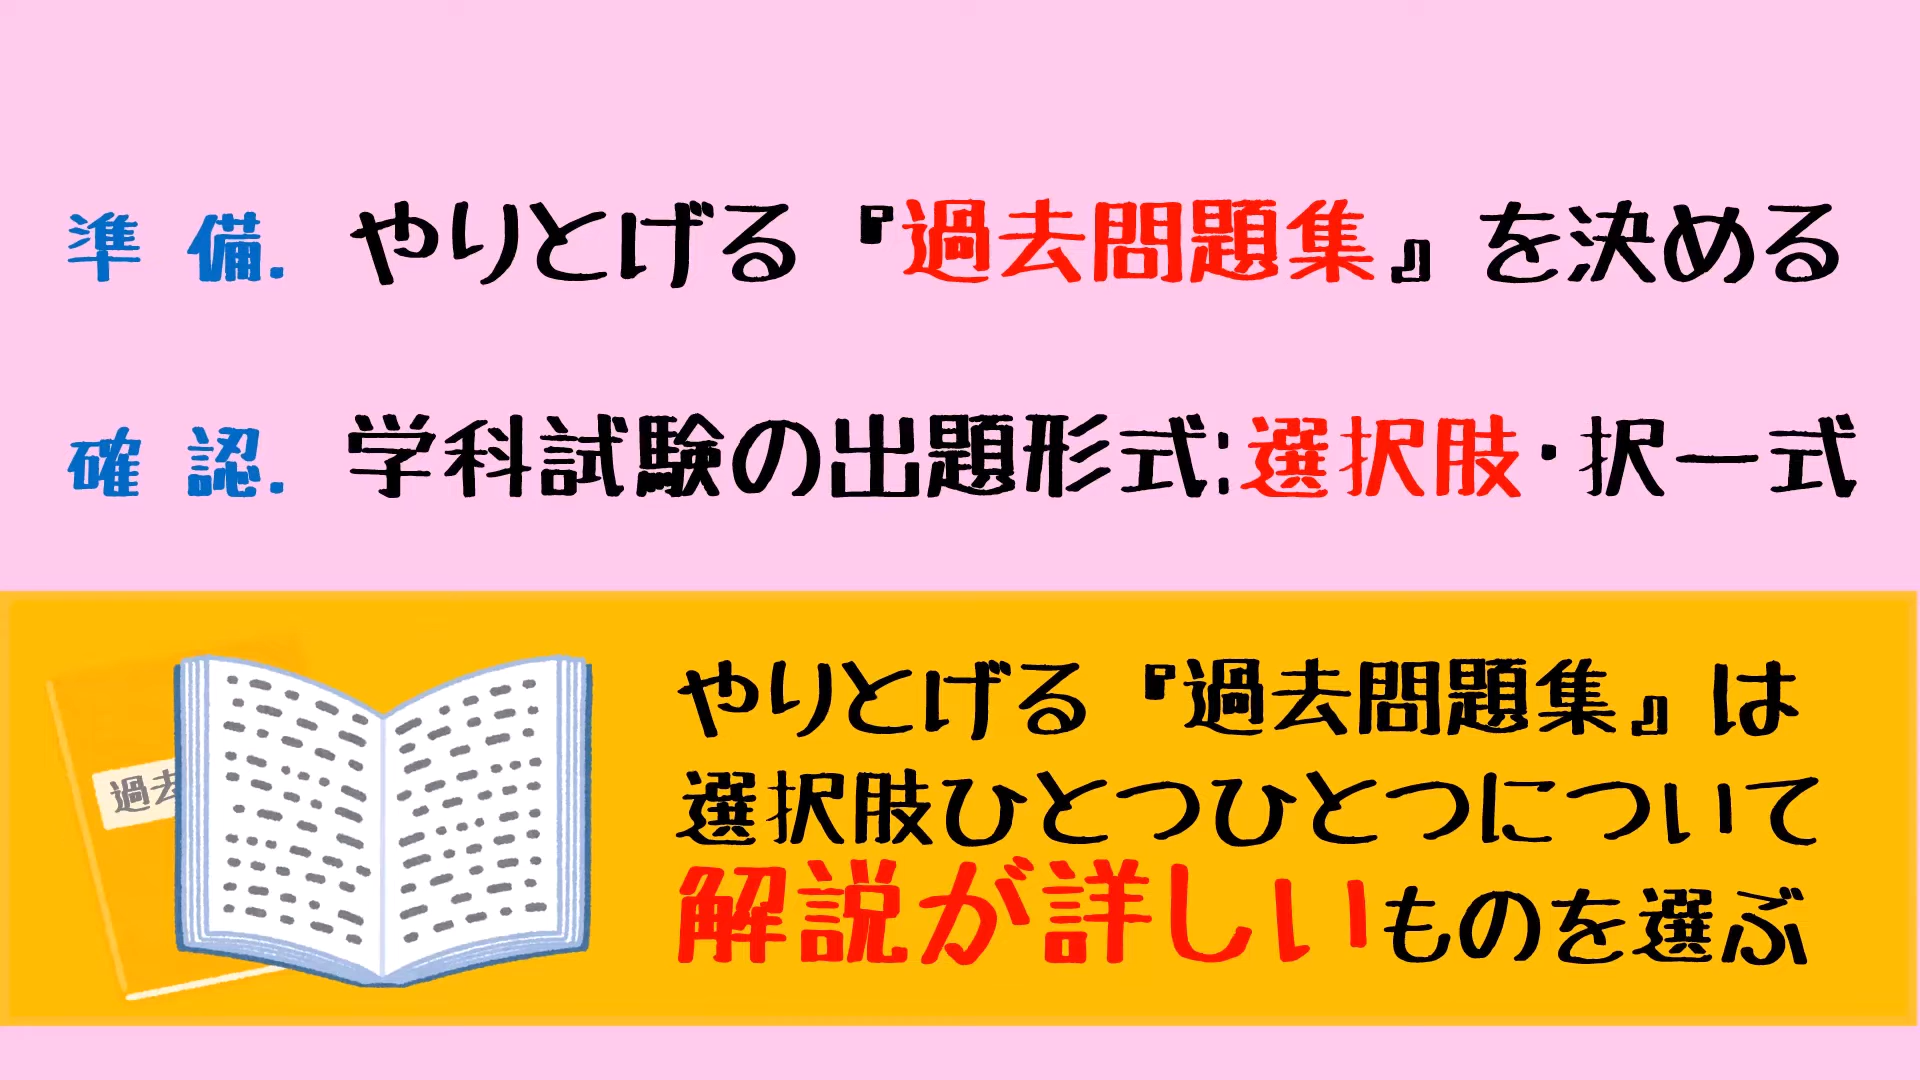 準 備. やりとげる『過去問題集』を決める
確 認. 学科試験の出題形式:選択肢・択一式
やりとげる『過去問題集』は
選択肢ひとつひとつについて
解説が詳しいものを選ぶ
過去